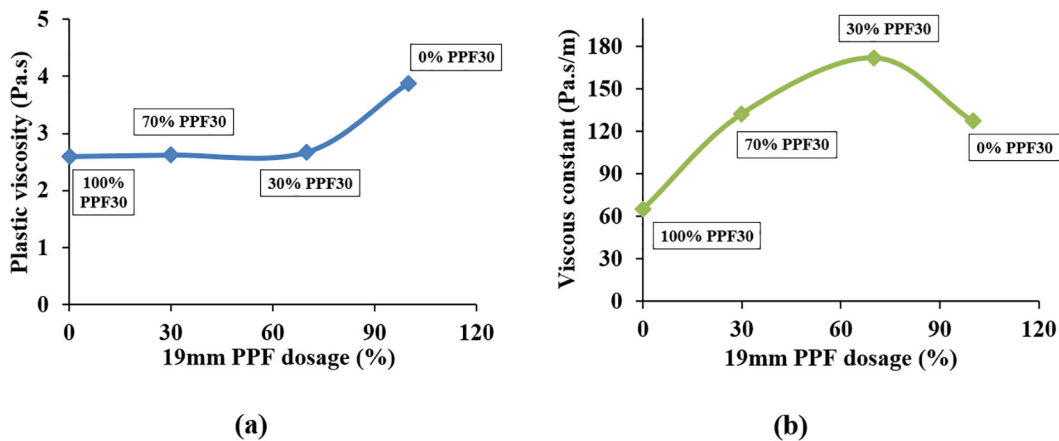 5
4
3
2
1
0
Plastic viscosity (Pa.s)
0% PPF30
70% PPF30
100%
PPF30
30% PPF30
0
30
60
90
120
19mm PPF dosage (%)
(a)
180
150
120
90
60
30
0
Viscous constant (Pa.s/m)
30% PPF30
70% PPF30
0% PPF30
100% PPF30
0
30
60
90
120
19mm PPF dosage (%)
(b)